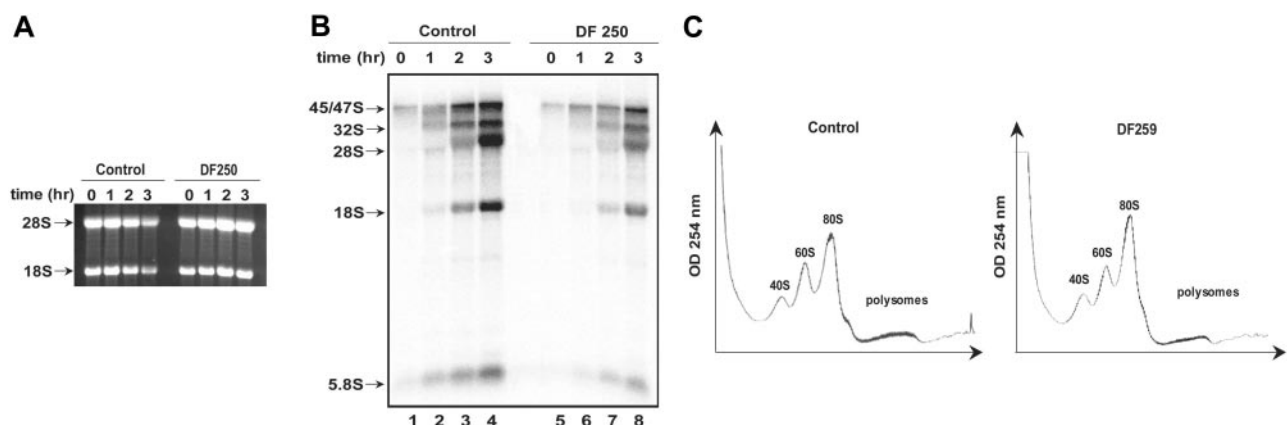 A
Control DF250
time (hr) 0 1 2 3 0 1 2 3
28S
18S
B
Control DF 250
time (hr) 0 1 2 3 0 1 2 3
45/47S
32S
28S
18S
5.8S
1 2 3 4 5 6 7 8
C
Control
OD 254 nm
40S
60S
80S
polysomes
DF259
OD 254 nm
40S
60S
80S
polysomes